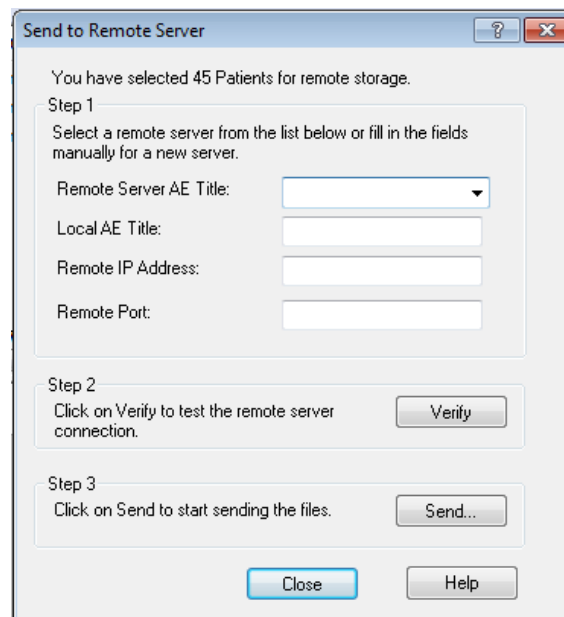 Send to Remote Server
?
You have selected 45 Patients for remote storage.
Step 1
Select a remote server from the list below or fill in the fields
manually for a new server.
Remote Server AE Title:
Local AE Title:
Remote IP Address:
Remote Port:
Step 2
Click on Verify to test the remote server
connection.
Verify
Step 3
Click on Send to start sending the files.
Send...
Close
Help